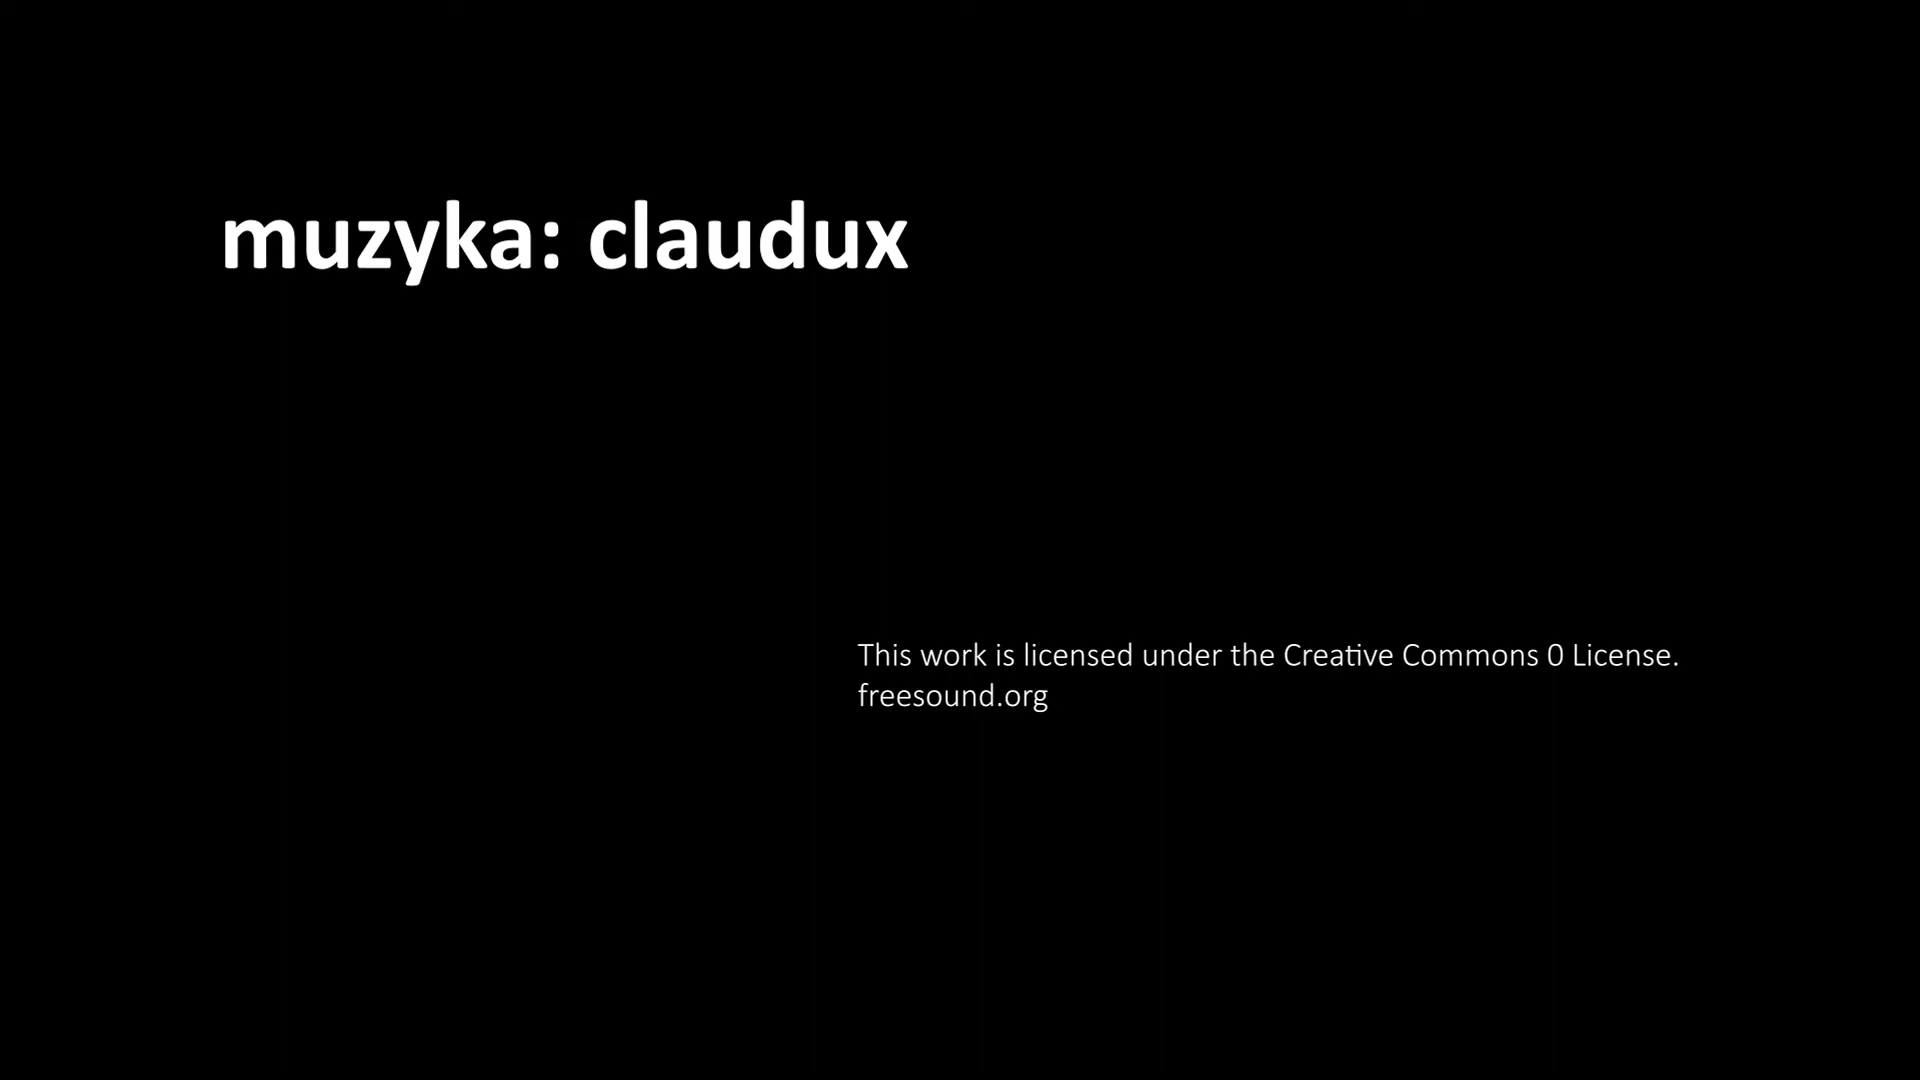 muzyka: claudux
This work is licensed under the Creative Commons 0 License.
freesound.org